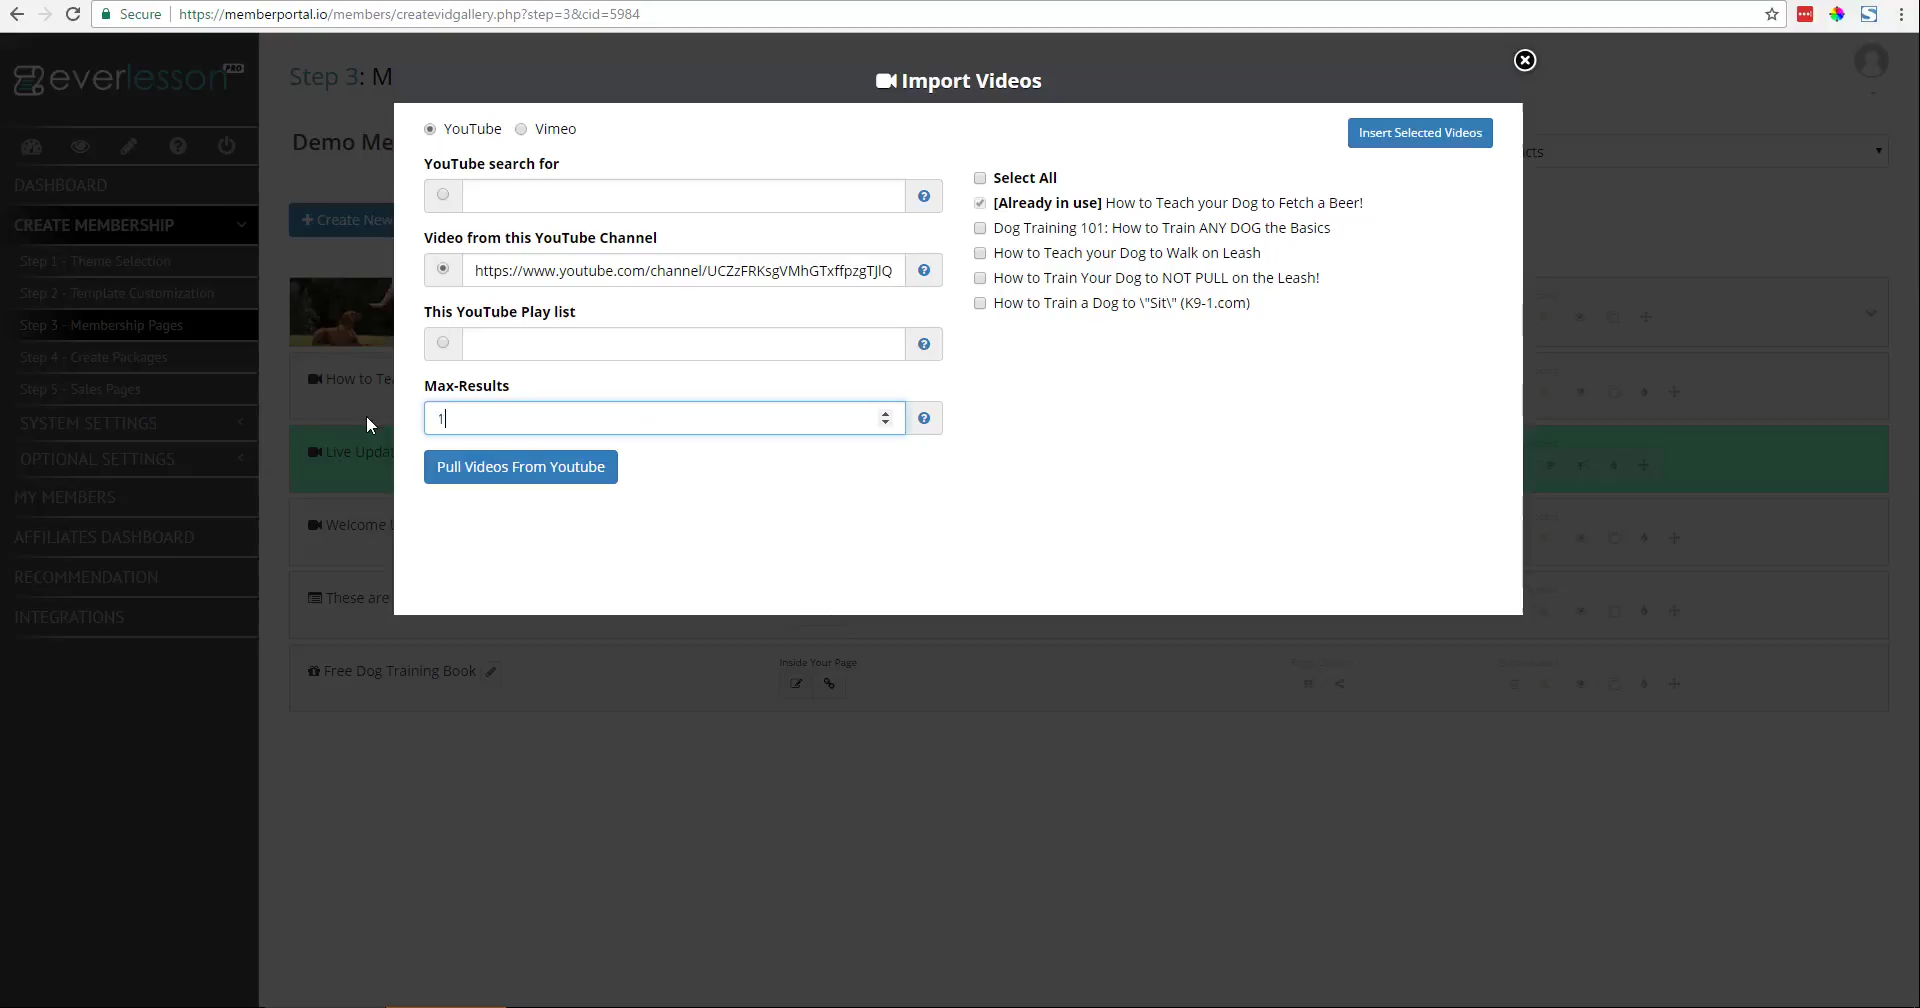 Secure
https://memberportal.io/members/createvidgallery.php?step=3&cid=5984
everlesson PRO
Step 3: M
Import Videos
Demo Me
YouTube
Vimeo
Insert Selected Videos
cts
YouTube search for
Select All
[Already in use] How to Teach your Dog to Fetch a Beer!
Dog Training 101: How to Train ANY DOG the Basics
How to Teach your Dog to Walk on Leash
How to Train Your Dog to NOT PULL on the Leash!
How to Train a Dog to \"Sit\" (K9-1.com)
Video from this YouTube Channel
https://www.youtube.com/channel/UCZzFRKsgVMhGTxffpzgTJlQ
This YouTube Play list
Max-Results
1
Pull Videos From Youtube
DASHBOARD
CREATE MEMBERSHIP
Step 1 - Theme Selection
Step 2 - Template Customization
Step 3 - Membership Pages
Step 4 - Create Packages
Step 5 - Sales Pages
SYSTEM SETTINGS
OPTIONAL SETTINGS
MY MEMBERS
AFFILIATES DASHBOARD
RECOMMENDATION
INTEGRATIONS
+ Create New
How to Tea
Live Updat
Welcome L
These are
Free Dog Training Book
Inside Your Page